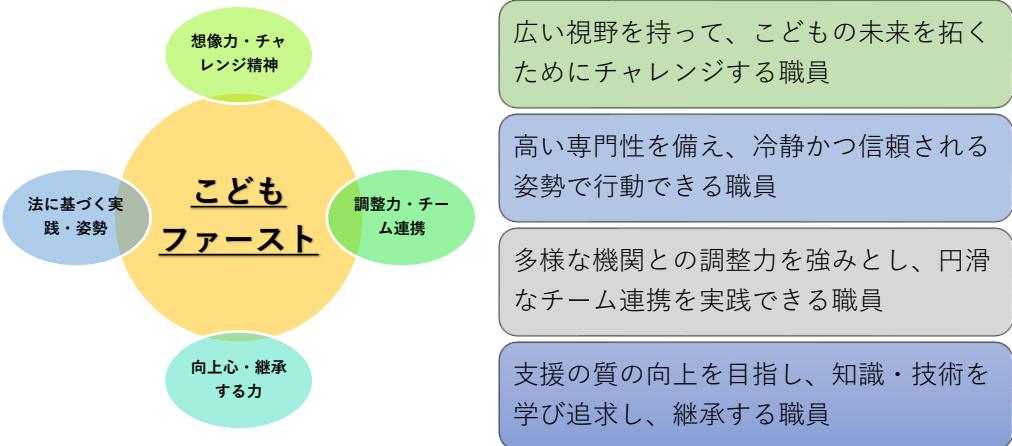 想像力・チャ
レンジ精神
法に基づく実
践・姿勢
こども
ファースト
調整力・チー
ム連携
向上心・継承
する力
広い視野を持って、こどもの未来を拓く
ためにチャレンジする職員
高い専門性を備え、冷静かつ信頼される
姿勢で行動できる職員
多様な機関との調整力を強みとし、円滑
なチーム連携を実践できる職員
支援の質の向上を目指し、知識・技術を
学び追求し、継承する職員